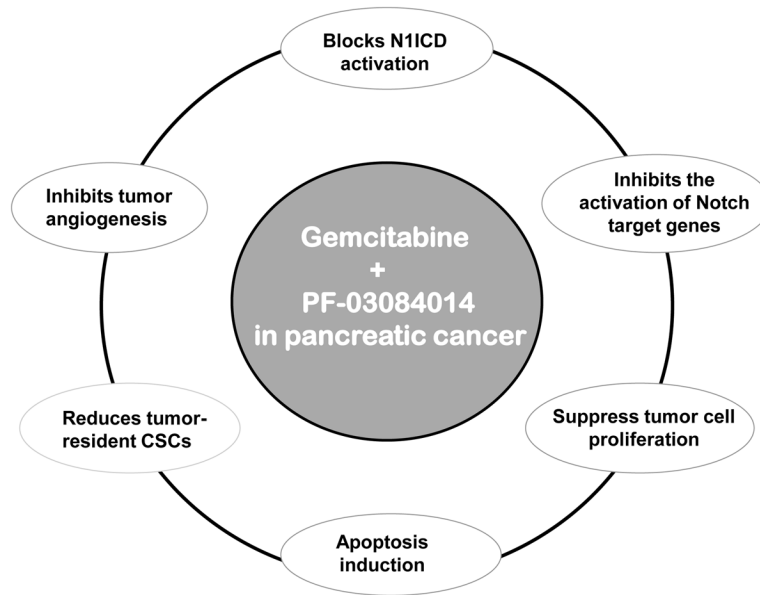 Blocks N1ICD
activation
Inhibits the
activation of Notch
target genes
Suppress tumor cell
proliferation
Apoptosis
induction
Reduces tumor-
resident CSCs
Inhibits tumor
angiogenesis
Gemcitabine
+
PF-03084014
in pancreatic cancer